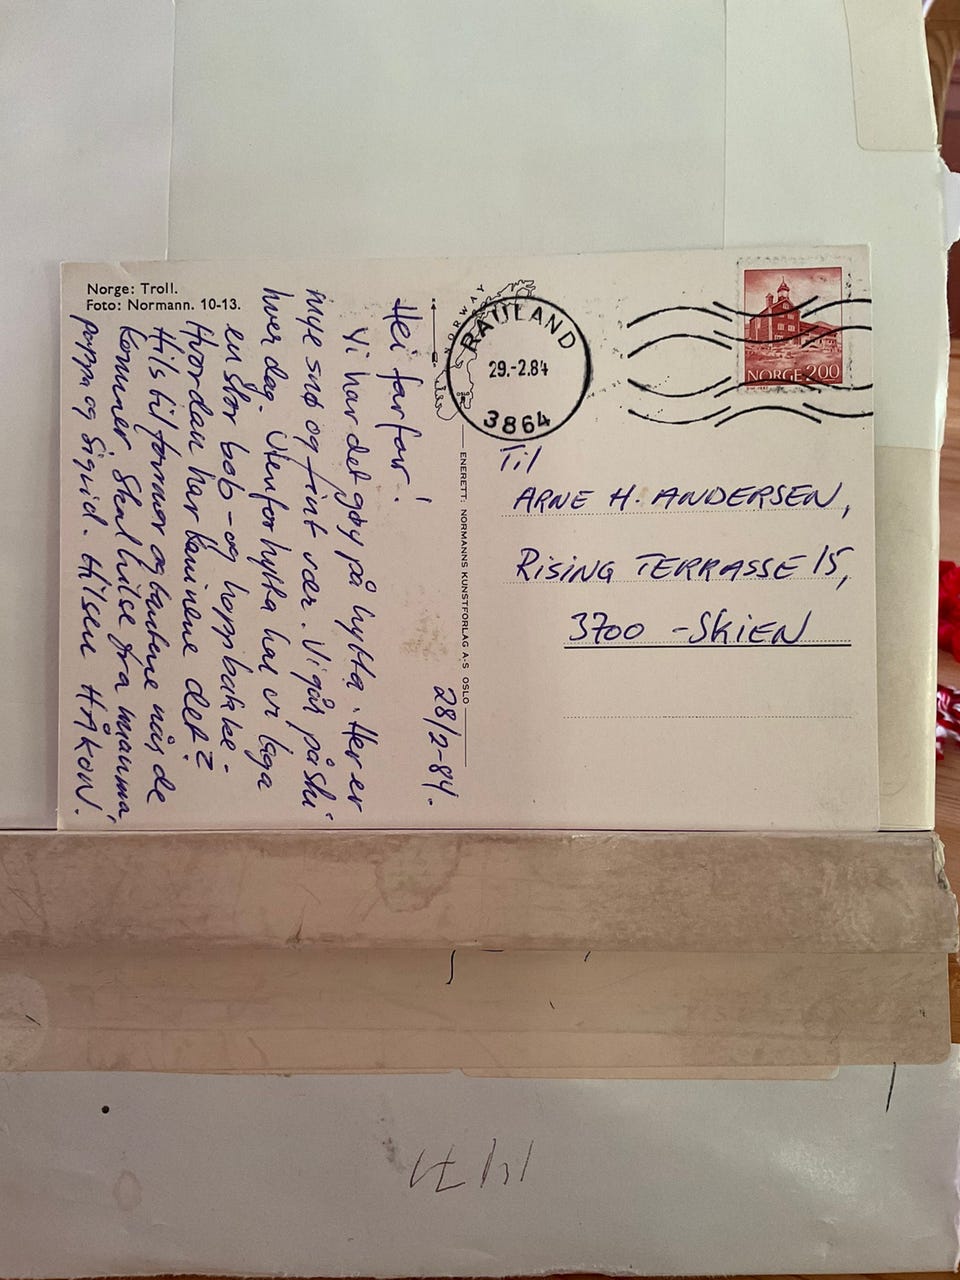 Norge: Troll.
Foto: Normann. 10-13.
28/2-84.
Hei farfar!
Vi har det gøy på hytta. Her er
mye snø og fint vær. Vi går på ski
hver dag. Utenfor hytta har vi laga
en stor bob- og hoppbakke.
Hvordan har kaninene det?
Hils til farmor og tantene når de
kommer. Skal hilse fra mamma,
pappa og Sigrid. Hilsen HÅKON.
NORWAY
OSLO
ENERETT: NORMANNS KUNSTFORLAG A-S OSLO
RAULAND
29.-2.84
3864
NORGE 200
Til
ARNE H. ANDERSEN,
RISING TERRASSE 15,
3700 - SKIEN